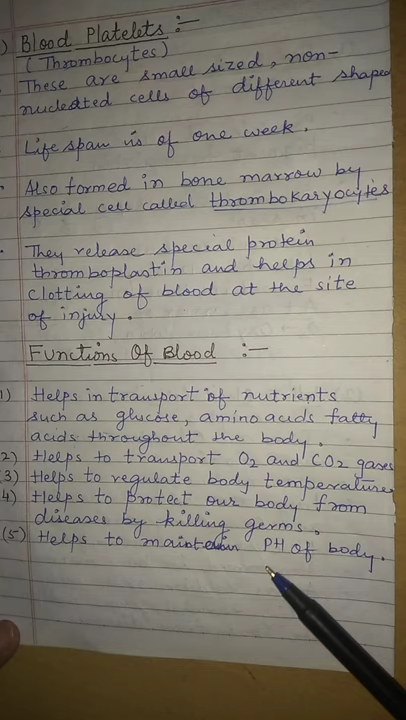 ) Blood Platelets :-
(Thrombocytes)
These are small sized, non-
nucleated cells of different shaped
Life span is of one week.
Also formed in bone marrow by
special cell called thrombokaryocytes
They release special protein
thromboplastin and helps in
clotting of blood at the site
of injury.
Functions Of Blood :-
1) Helps in transport of nutrients
such as glucose, amino acids fatty
acids throughout the body.
2) Helps to transport O2 and CO2 gases
(3) Helps to regulate body temperature
4) Helps to Protect our body from
diseases by killing germs.
(5) Helps to maintain PH of body.